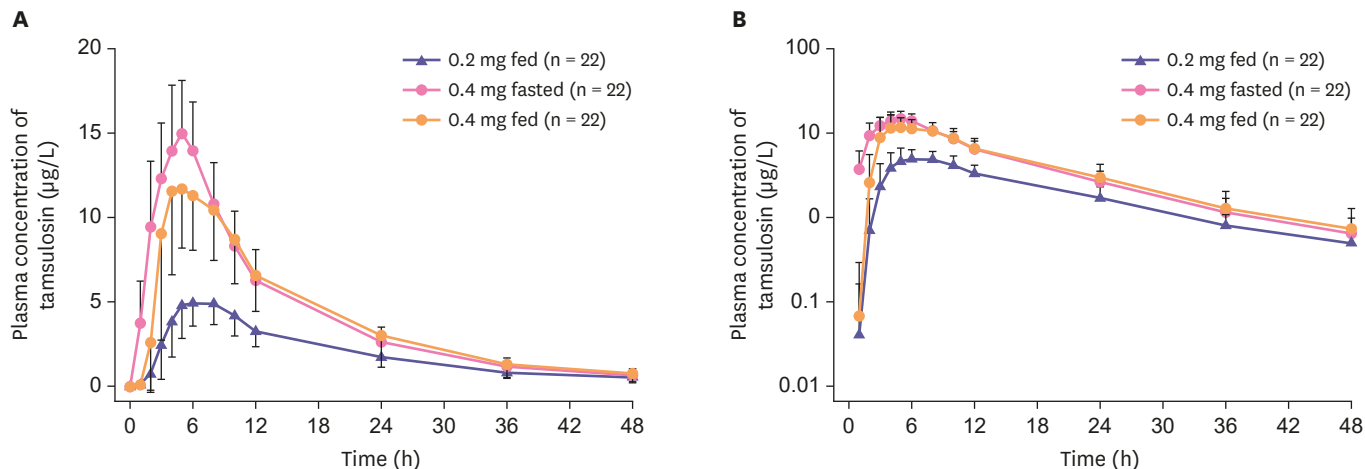 A
Plasma concentration of
tamsulosin (µg/L)
20
15
10
5
0
0.2 mg fed (n = 22)
0.4 mg fasted (n = 22)
0.4 mg fed (n = 22)
0 6 12 18 24 30 36 42 48
Time (h)
B
Plasma concentration of
tamsulosin (µg/L)
100
10
0
0.1
0.01
0.2 mg fed (n = 22)
0.4 mg fasted (n = 22)
0.4 mg fed (n = 22)
0 6 12 18 24 30 36 42 48
Time (h)